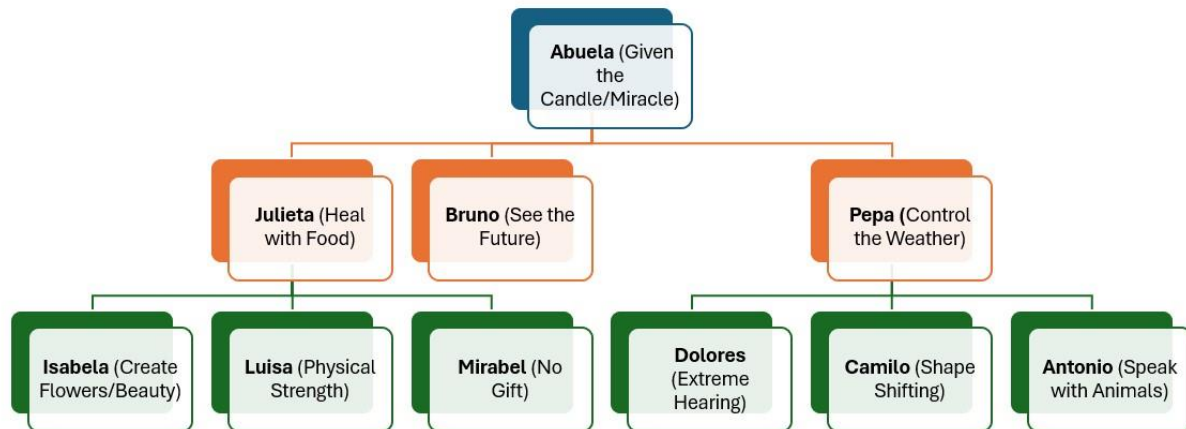 Abuela (Given
the
Candle/Miracle)
Julieta (Heal
with Food)
Bruno (See the
Future)
Pepa (Control
the Weather)
Isabela (Create
Flowers/Beauty)
Luisa (Physical
Strength)
Mirabel (No
Gift)
Dolores
(Extreme
Hearing)
Camilo (Shape
Shifting)
Antonio (Speak
with Animals)